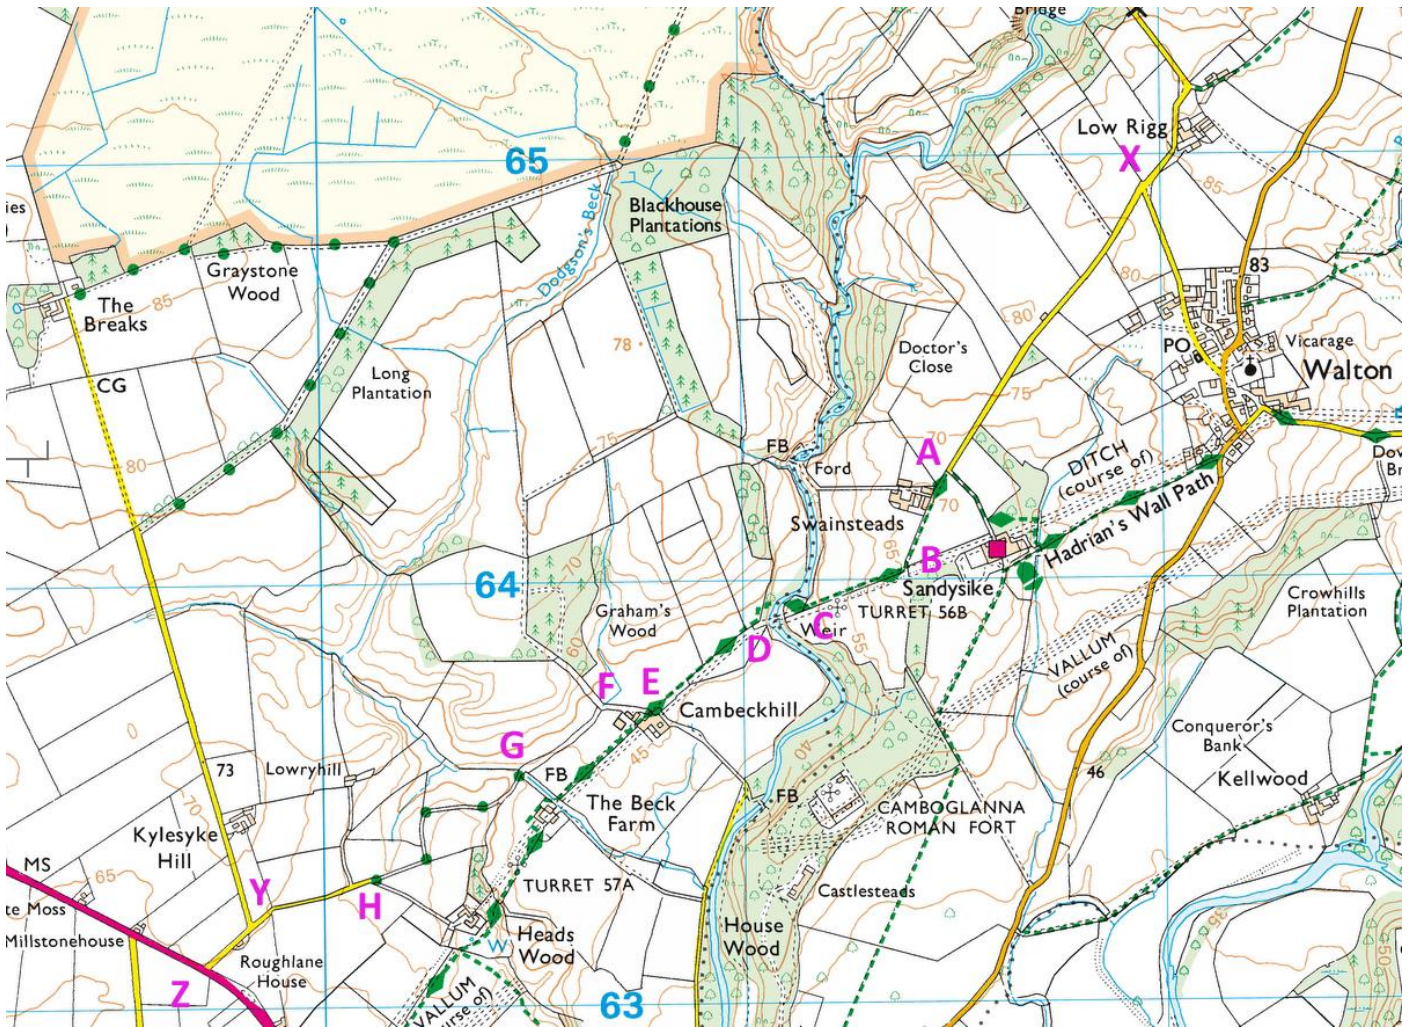 Bridge
Low Rigg
X
65
85
ies
Blackhouse
Plantations
Dodgson's Beck
Graystone
Wood
83
80
85
The
Breaks
80
Vicarage
PO
Walton
78
Doctor's
Close
CG
Long
Plantation
75
75
70
A
FB
Ford
DITCH
(course of)
80
70
Swainsteads
Hadrian's Wall Path
65
B
64
70
Sandysike
TURRET 56B
Crowhills
Plantation
Graham's
Wood
C
Weir
55
60
D
VALLUM
(course of)
F
E
Cambeckhill
Conqueror's
Bank
G
45
40
73
Lowryhill
FB
46
Kellwood
70
The Beck
Farm
FB
CAMBOGLANNA
ROMAN FORT
Kylesyke
Hill
MS
65
Y
H
TURRET 57A
Castlesteads
te Moss
35
Millstonehouse
W
Heads
Wood
House
Wood
Roughlane
House
50
Z
VALLUM
urse of)
63